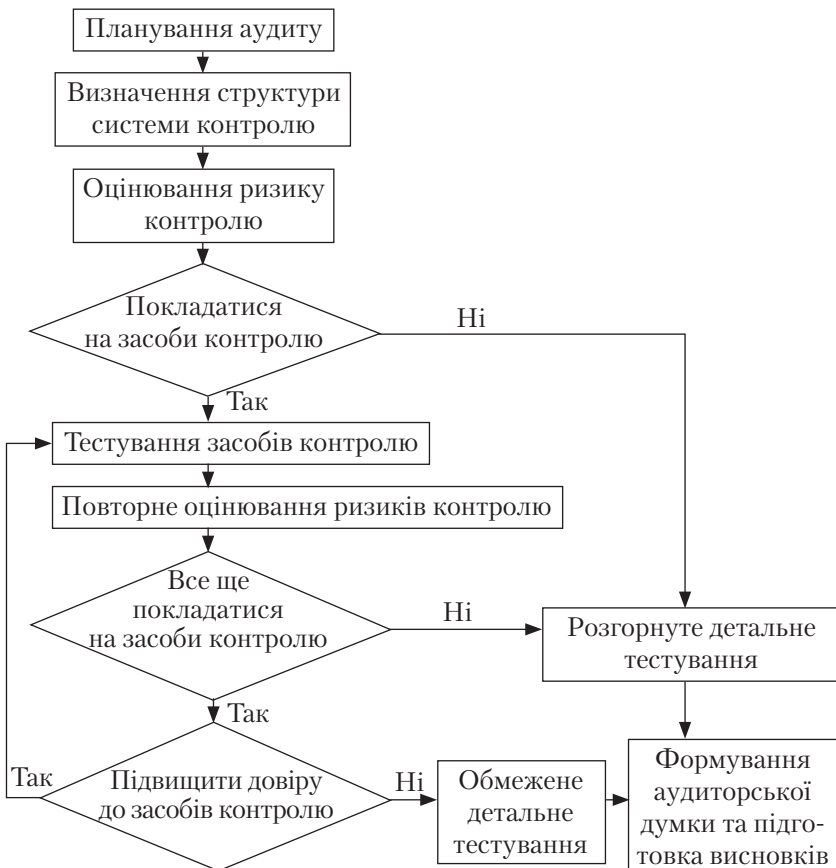 Планування аудиту
Визначення структури
системи контролю
Оцінювання ризику
контролю
Покладатися
на засоби контролю
Ні
Так
Тестування засобів контролю
Повторне оцінювання ризиків контролю
Все ще
покладатися
на засоби контролю
Ні
Розгорнуте детальне
тестування
Так
Так
Підвищити довіру
до засобів контролю
Ні
Обмежене
детальне
тестування
Формування
аудиторської
думки та підго-
товка висновків